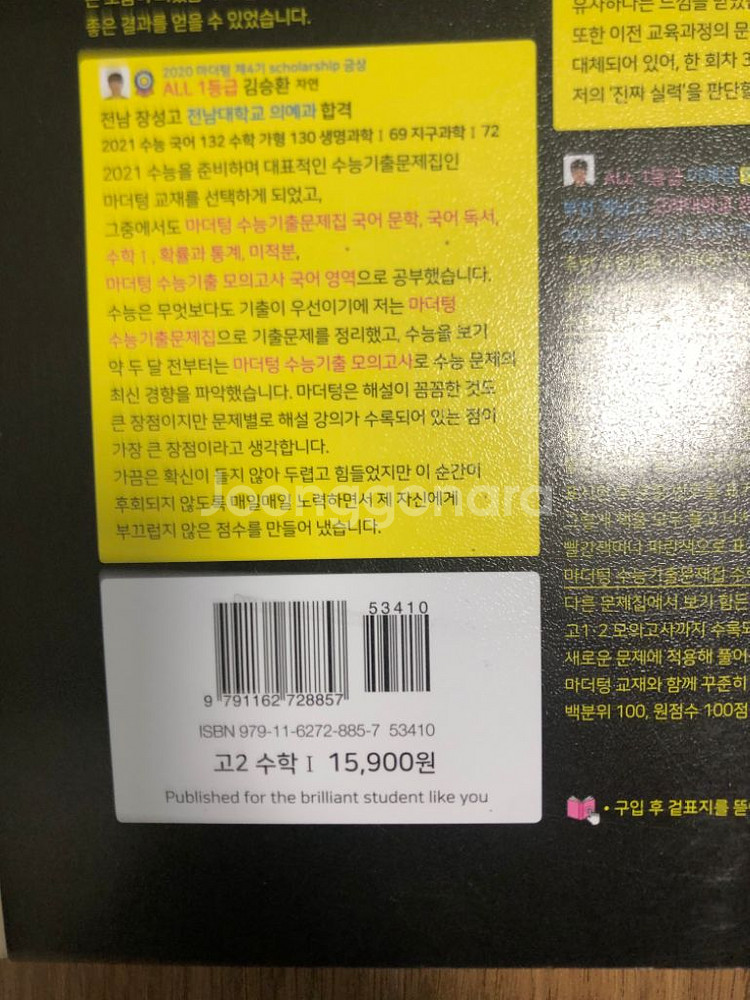 좋은 결과를 얻을 수 있었습니다.
2020 마더텅 제4기 scholarship 금상
ALL 1등급 김승환 자연
전남 장성고 전남대학교 의예과 합격
2021 수능 국어 132 수학 가형 130 생명과학 I 69 지구과학 I 72
2021 수능을 준비하며 대표적인 수능기출문제집인
마더텅 교재를 선택하게 되었고,
그중에서도 마더텅 수능기출문제집 국어 문학, 국어 독서,
수학 I, 확률과 통계, 미적분,
마더텅 수능기출 모의고사 국어 영역으로 공부했습니다.
수능은 무엇보다도 기출이 우선이기에 저는 마더텅
수능기출문제집으로 기출문제를 정리했고, 수능을 보기
약 두 달 전부터는 마더텅 수능기출 모의고사로 수능 문제의
최신 경향을 파악했습니다. 마더텅은 해설이 꼼꼼한 것도
큰 장점이지만 문제별로 해설 강의가 수록되어 있는 점이
가장 큰 장점이라고 생각합니다.
가끔은 확신이 들지 않아 두렵고 힘들었지만 이 순간이
후회되지 않도록 매일매일 노력하면서 제 자신에게
부끄럽지 않은 점수를 만들어 냈습니다.
Joonggonara
53410
9 791162 728857
ISBN 979-11-6272-885-7 53410
고2 수학 I 15,900원
Published for the brilliant student like you
또한 이전 교육과정의 문
대체되어 있어, 한 회차 3
저의 '진짜 실력'을 판단할
ALL 1등급
마더텅 수능기출문제집 수
다른 문제집에서 보기 힘든
고1·2 모의고사까지 수록되
새로운 문제에 적용해 풀어
마더텅 교재와 함께 꾸준히
백분위 100, 원점수 100점
• 구입 후 겉표지를 뜯